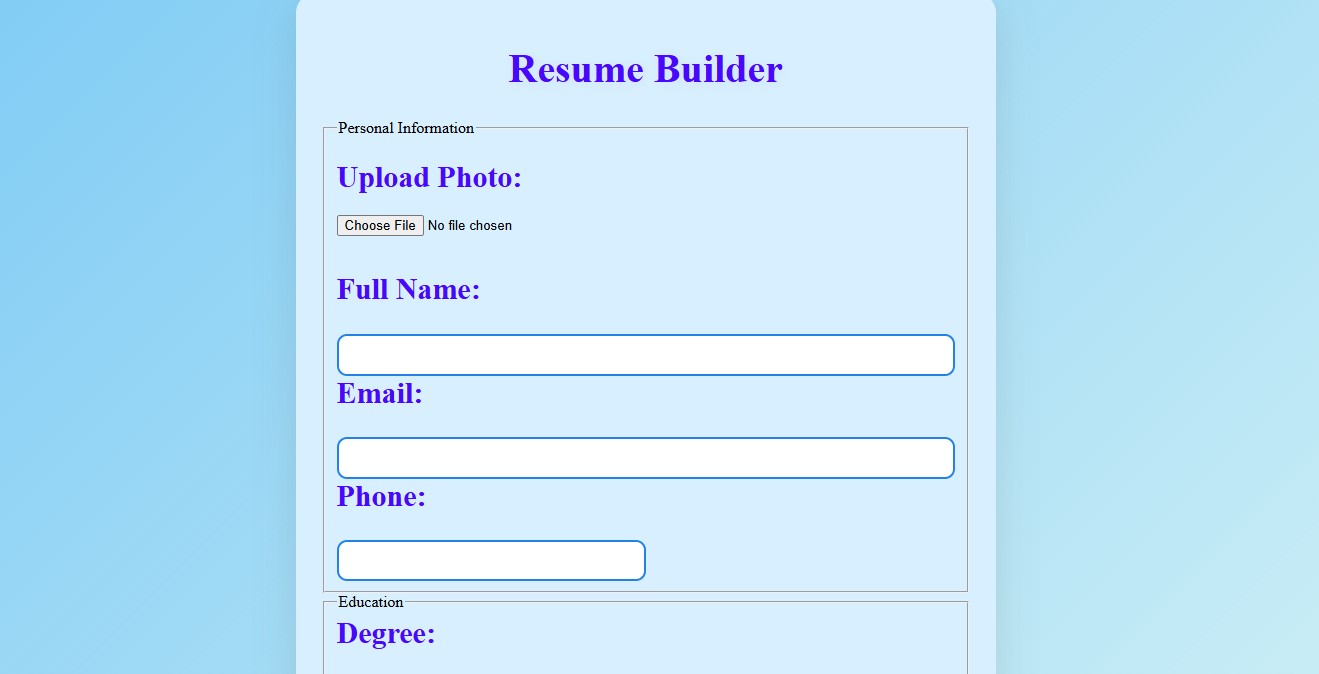 Resume Builder
Personal Information
Upload Photo:
Choose File No file chosen
Full Name:
Email:
Phone:
Education
Degree: